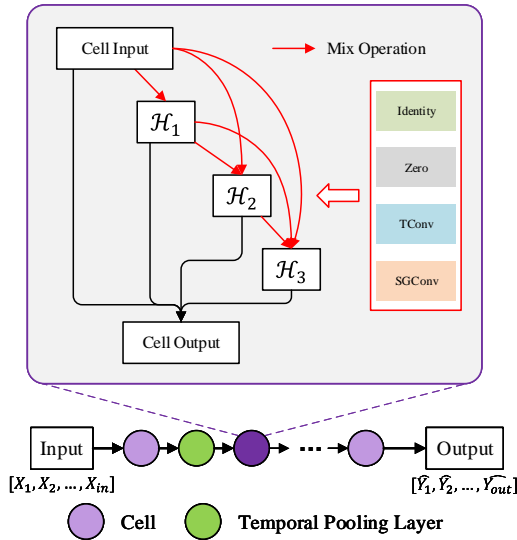 Cell Input
Mix Operation
ℋ₁
Identity
Zero
ℋ₂
TConv
ℋ₃
SGConv
Cell Output
Input
...
Output
[X₁, X₂, ..., Xᵢₙ]
[Ŷ₁, Ŷ₂, ..., Ŷₒᵤₜ]
Cell
Temporal Pooling Layer